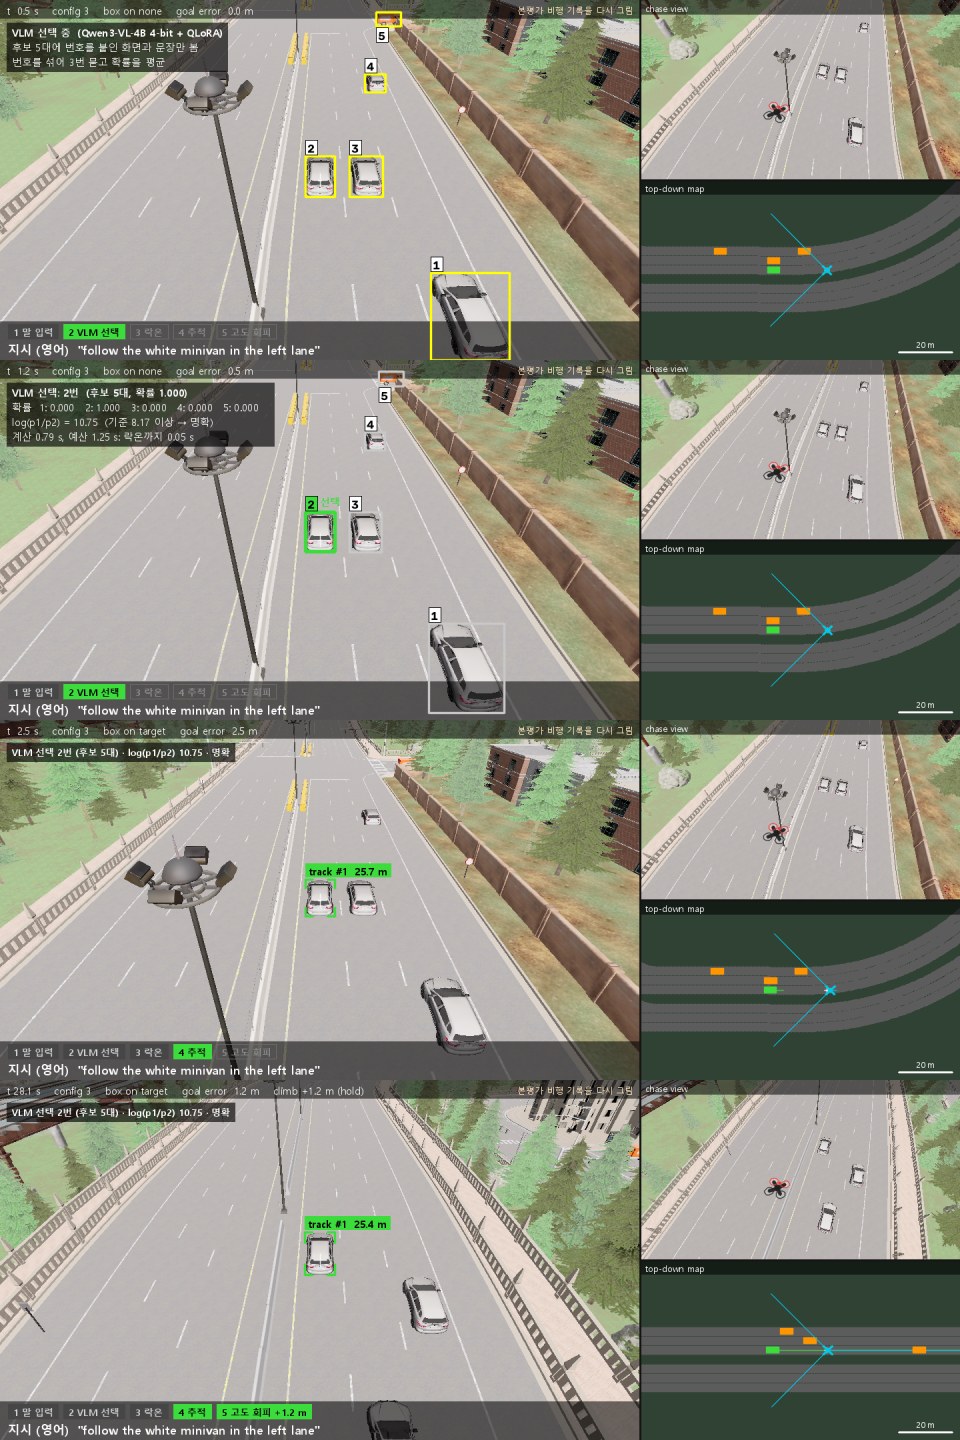 t 0.5 s config 3 box on none goal error 0.0 m 본평가 비행 기록을 다시 그림
VLM 선택 중 (Qwen3-VL-4B 4-bit + QLoRA)
후보 5대에 번호를 붙인 화면과 문장만 봄
번호를 섞어 3번 묻고 확률을 평균
5
4
2
3
1
1 말 입력 2 VLM 선택 3 락온 4 추적 5 고도 회피
지시 (영어) "follow the white minivan in the left lane"
chase view
top-down map
20 m
t 1.2 s config 3 box on none goal error 0.5 m 본평가 비행 기록을 다시 그림
VLM 선택: 2번 (후보 5대, 확률 1.000)
확률 1: 0.000 2: 1.000 3: 0.000 4: 0.000 5: 0.000
log(p1/p2) = 10.75 (기준 8.17 이상 → 명확)
계산 0.79 s, 예산 1.25 s: 락온까지 0.05 s
5
4
2 선택
3
1
1 말 입력 2 VLM 선택 3 락온 4 추적 5 고도 회피
지시 (영어) "follow the white minivan in the left lane"
chase view
top-down map
20 m
t 2.5 s config 3 box on target goal error 2.5 m 본평가 비행 기록을 다시 그림
VLM 선택 2번 (후보 5대) · log(p1/p2) 10.75 · 명확
track #1 25.7 m
1 말 입력 2 VLM 선택 3 락온 4 추적 5 고도 회피
지시 (영어) "follow the white minivan in the left lane"
chase view
top-down map
20 m
t 28.1 s config 3 box on target goal error 1.2 m climb +1.2 m (hold) 본평가 비행 기록을 다시 그림
VLM 선택 2번 (후보 5대) · log(p1/p2) 10.75 · 명확
track #1 25.4 m
1 말 입력 2 VLM 선택 3 락온 4 추적 5 고도 회피 +1.2 m
지시 (영어) "follow the white minivan in the left lane"
chase view
top-down map
20 m